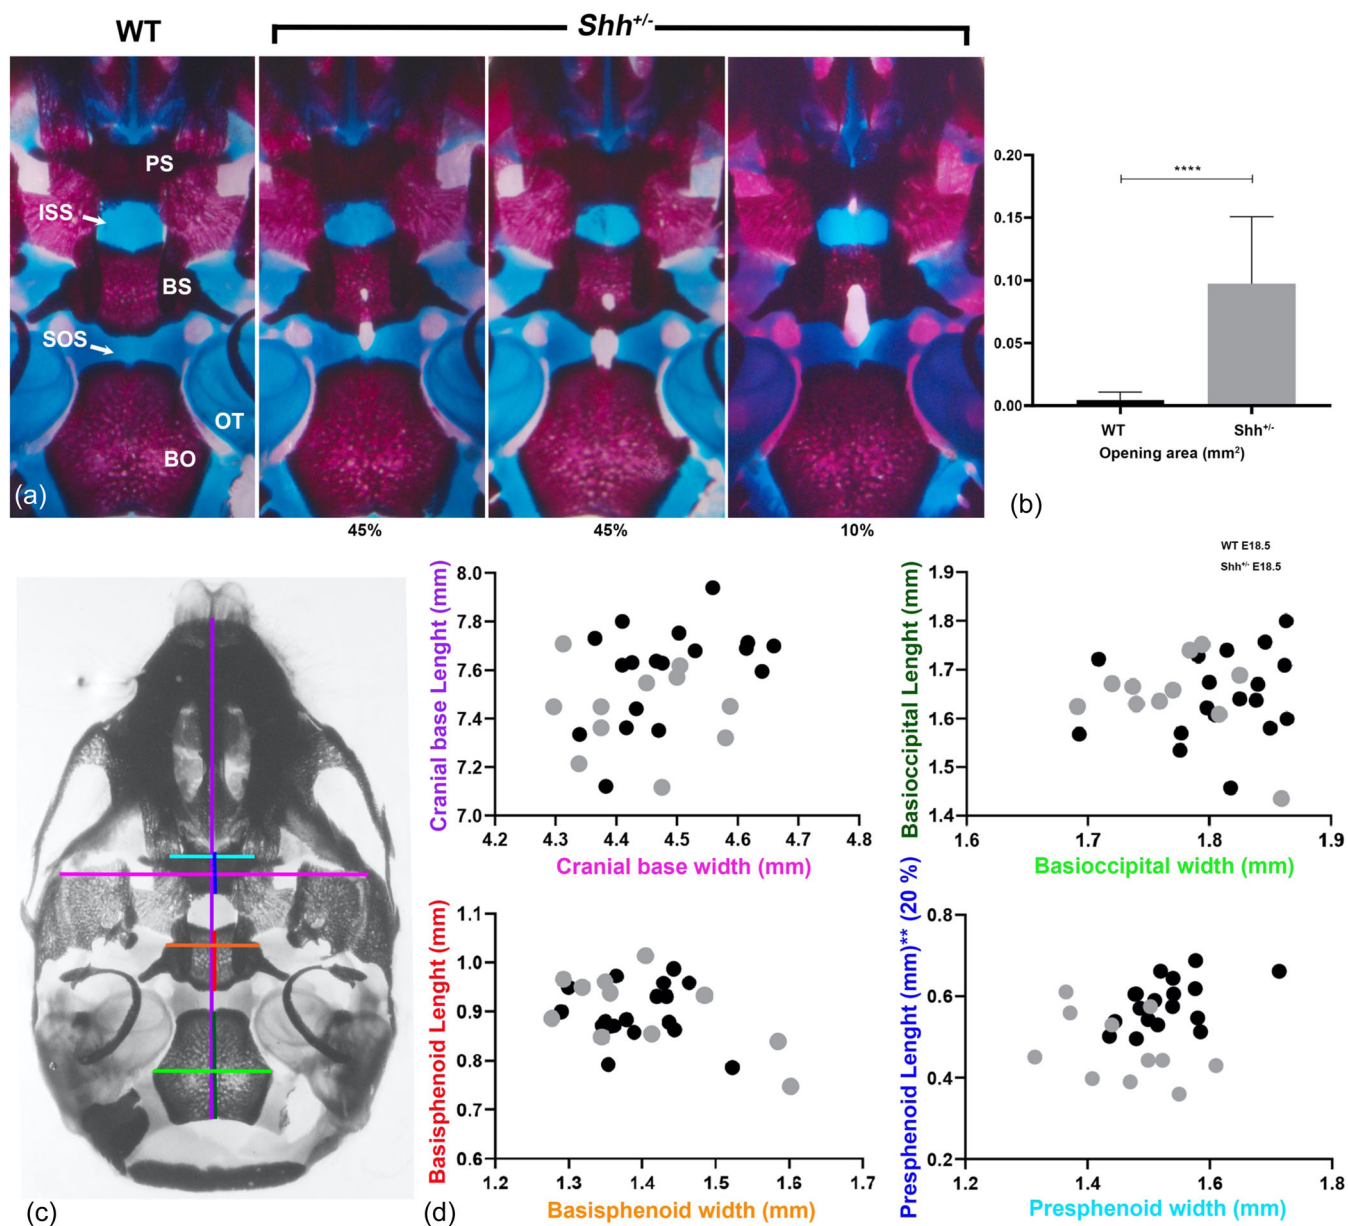 WT
Shh+/-
PS
ISS
BS
SOS
OT
BO
(a)
45%
45%
10%
0.20
0.15
0.10
0.05
0.00
****
WT
Shh+/-
Opening area (mm2)
(b)
(c)
Cranial base Lenght (mm)
8.0
7.8
7.6
7.4
7.2
7.0
4.2 4.3 4.4 4.5 4.6 4.7 4.8
Cranial base width (mm)
WT E18.5
Shh+/- E18.5
Basioccipital Lenght (mm)
1.9
1.8
1.7
1.6
1.5
1.4
1.6 1.7 1.8 1.9
Basioccipital width (mm)
Basisphenoid Lenght (mm)
1.1
1.0
0.9
0.8
0.7
0.6
1.2 1.3 1.4 1.5 1.6 1.7
Basisphenoid width (mm)
(d)
Presphenoid Lenght (mm)** (20 %)
0.8
0.6
0.4
0.2
1.2 1.4 1.6 1.8
Presphenoid width (mm)